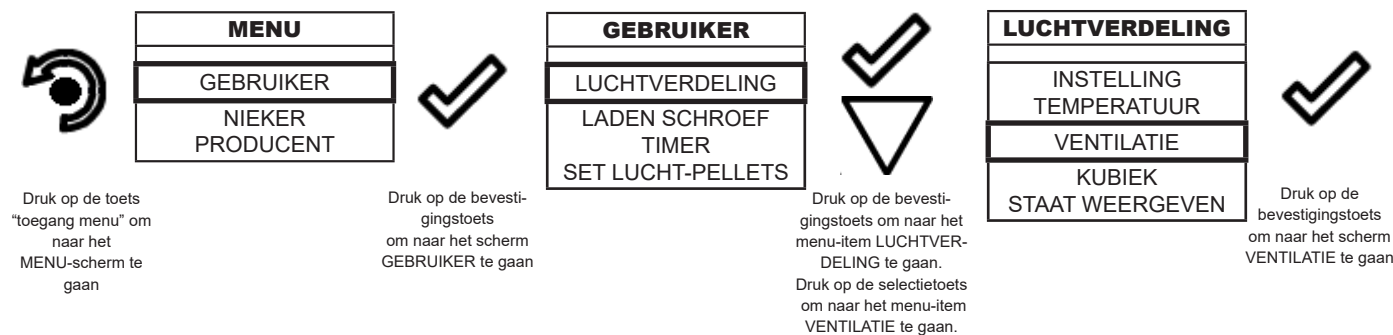 MENU
GEBRUIKER
NIEKER
PRODUCENT
Druk op de toets
“toegang menu” om
naar het
MENU-scherm te
gaan
Druk op de bevesti-
gingstoets
om naar het scherm
GEBRUIKER te gaan
GEBRUIKER
LUCHTVERDELING
LADEN SCHROEF
TIMER
SET LUCHT-PELLETS
Druk op de bevesti-
gingstoets om naar het
menu-item LUCHTVER-
DELING te gaan.
Druk op de selectietoets
om naar het menu-item
VENTILATIE te gaan.
LUCHTVERDELING
INSTELLING
TEMPERATUUR
VENTILATIE
KUBIEK
STAAT WEERGEVEN
Druk op de
bevestigingstoets
om naar het scherm
VENTILATIE te gaan